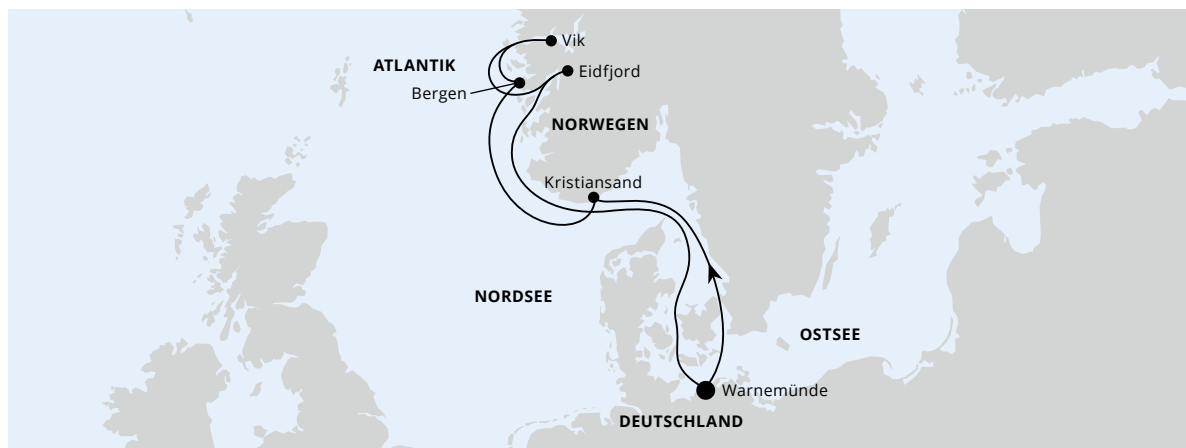 Vik
ATLANTIK
Eidfjord
Bergen
NORWEGEN
Kristiansand
NORDSEE
OSTSEE
Warnemünde
DEUTSCHLAND